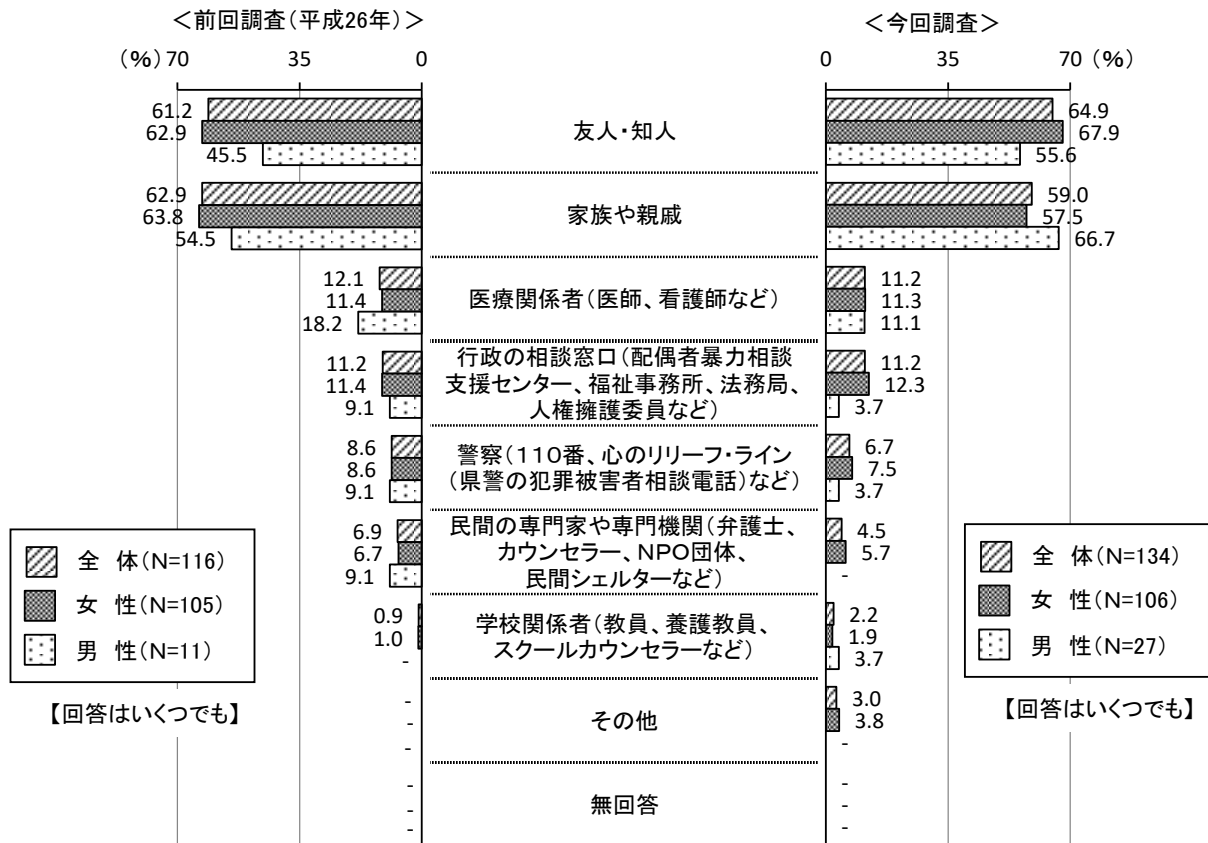 ＜前回調査（平成26年）＞
＜今回調査＞
（%） 70 35 0
0 35 70 （%）
61.2
62.9
45.5
友人・知人
64.9
67.9
55.6
62.9
63.8
54.5
家族や親戚
59.0
57.5
66.7
12.1
11.4
18.2
医療関係者（医師、看護師など）
11.2
11.3
11.1
11.2
11.4
9.1
行政の相談窓口（配偶者暴力相談
支援センター、福祉事務所、法務局、
人権擁護委員など）
11.2
12.3
3.7
8.6
8.6
9.1
警察（110番、心のリリーフ・ライン
（県警の犯罪被害者相談電話）など）
6.7
7.5
3.7
6.9
6.7
9.1
民間の専門家や専門機関（弁護士、
カウンセラー、NPO団体、
民間シェルターなど）
4.5
5.7
-
0.9
1.0
-
学校関係者（教員、養護教員、
スクールカウンセラーなど）
2.2
1.9
3.7
-
-
-
その他
3.0
3.8
-
-
-
-
無回答
-
-
-
全 体（N=116）
女 性（N=105）
男 性（N=11）
【回答はいくつでも】
全 体（N=134）
女 性（N=106）
男 性（N=27）
【回答はいくつでも】